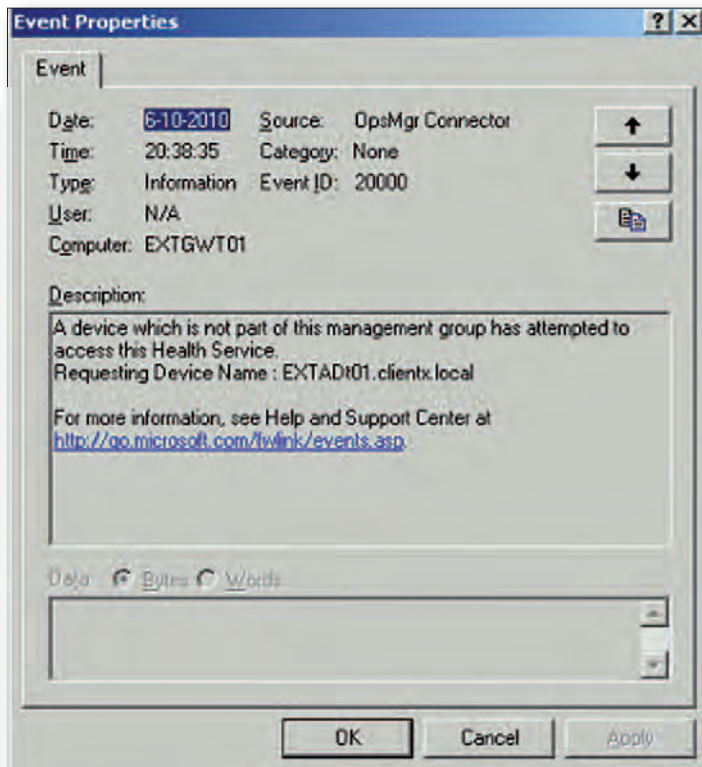 Event Properties
Event
Date: 6-10-2010 Source: OpsMgr Connector
Time: 20:38:35 Category: None
Type: Information Event ID: 20000
User: N/A
Computer: EXTGWT01
Description:
A device which is not part of this management group has attempted to
access this Health Service.
Requesting Device Name : EXTADt01.clientx.local
For more information, see Help and Support Center at
http://go.microsoft.com/fwlink/events.asp.
Data: Bytes Words
OK Cancel Apply